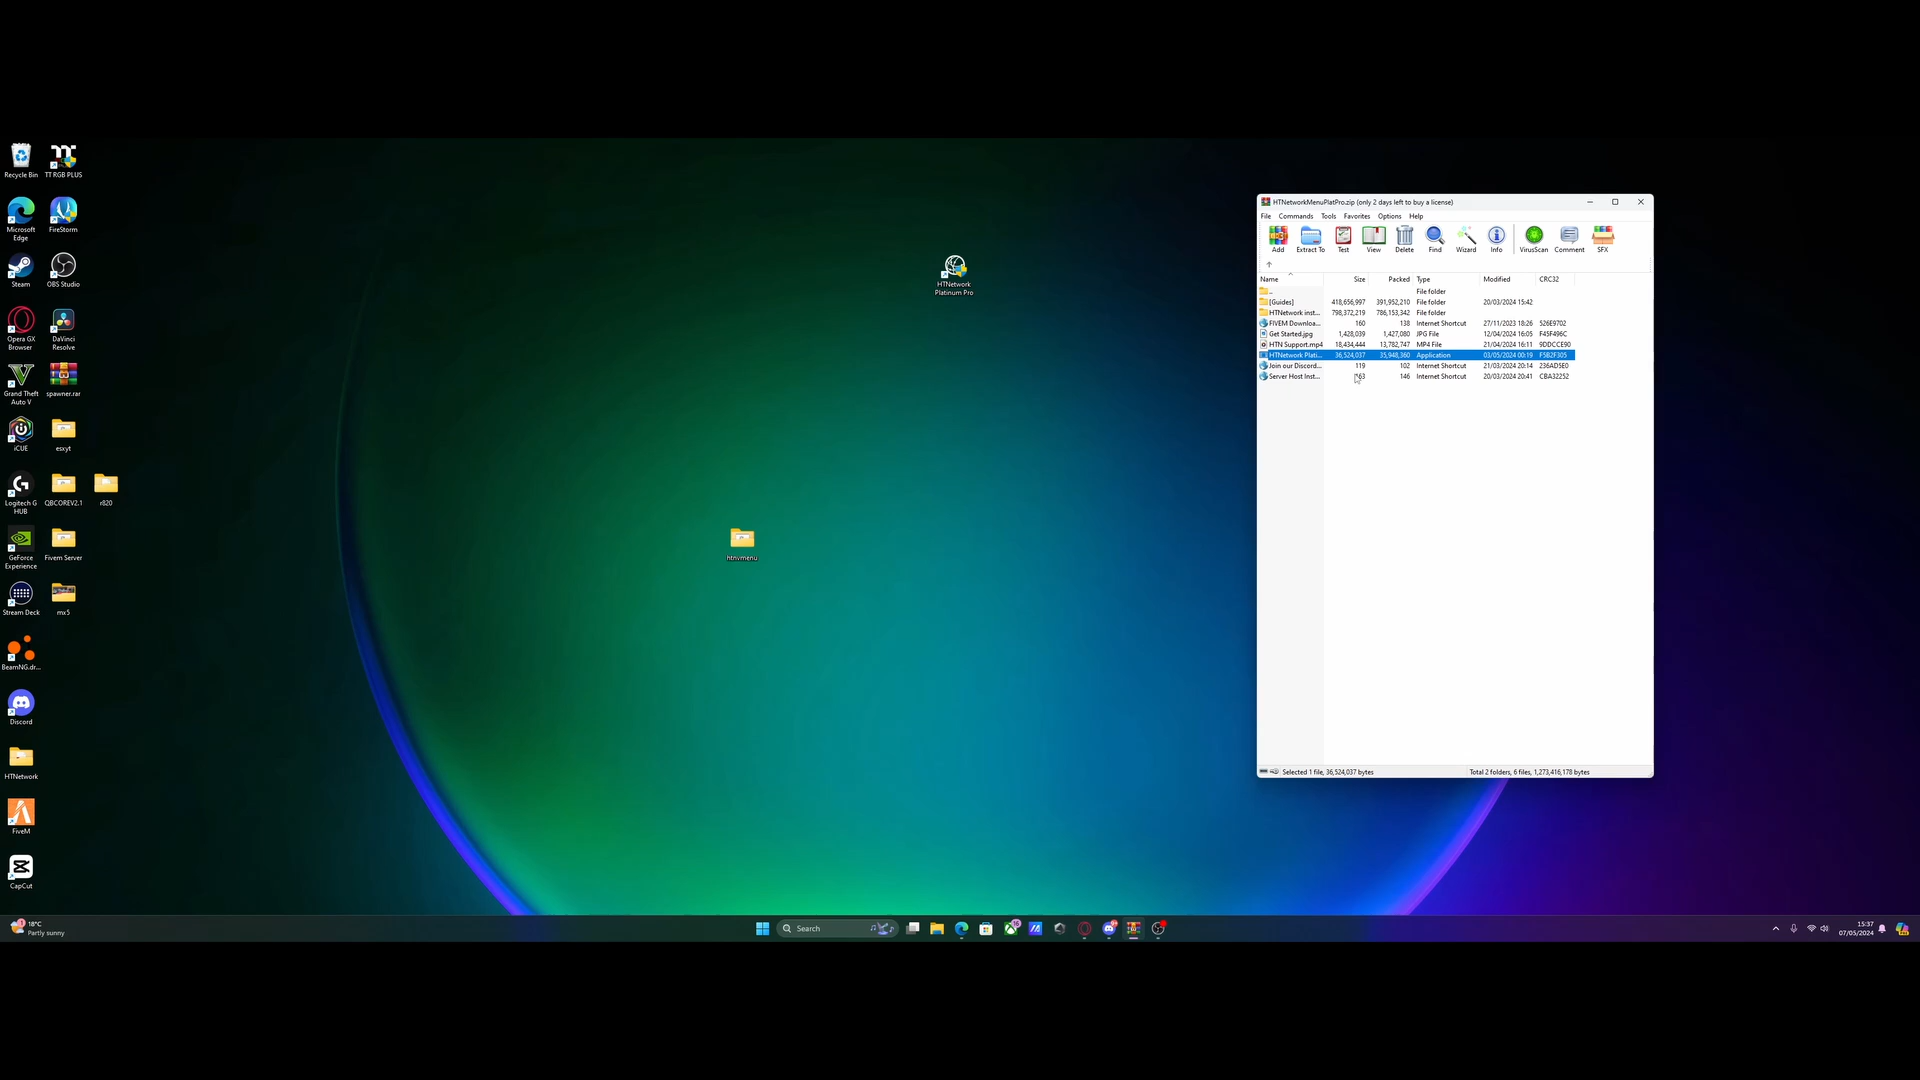 Recycle Bin
TT RGB PLUS
Microsoft
Edge
FireStorm
Steam
OBS Studio
Opera GX
Browser
DaVinci
Resolve
Grand Theft
Auto V
spawner.rar
iCUE
esxyt
Logitech G
HUB
QBCOREV2.1
r820
GeForce
Experience
Fivem Server
Stream Deck
mx5
BeamNG.dr...
Discord
HTNetwork
FiveM
CapCut
HTNetwork
Platinum Pro
htnvmenu
HTNetworkMenuPlatPro.zip (only 2 days left to buy a license)
File Commands Tools Favorites Options Help
Add Extract To Test View Delete Find Wizard Info VirusScan Comment SFX
Name Size Packed Type Modified CRC32
.. File folder
[Guides] 418,656,997 391,952,210 File folder 20/03/2024 15:42
HTNetwork inst... 798,372,219 786,153,342 File folder
FIVEM Downloa... 160 138 Internet Shortcut 27/11/2023 18:26 526E9702
Get Started.jpg 1,428,039 1,427,080 JPG File 12/04/2024 16:05 F45F496C
HTN Support.mp4 18,434,444 13,782,747 MP4 File 21/04/2024 16:11 9DDCCE90
HTNetwork Plati... 36,524,037 35,948,360 Application 03/05/2024 00:19 F5B2F305
Join our Discord... 119 102 Internet Shortcut 21/03/2024 20:14 236AD5E0
Server Host Inst... 146 Internet Shortcut 20/03/2024 20:41 CBA32252
Selected 1 file, 36,524,037 bytes
Total 2 folders, 6 files, 1,273,416,178 bytes
18°C
Partly sunny
Search
15:37
07/05/2024